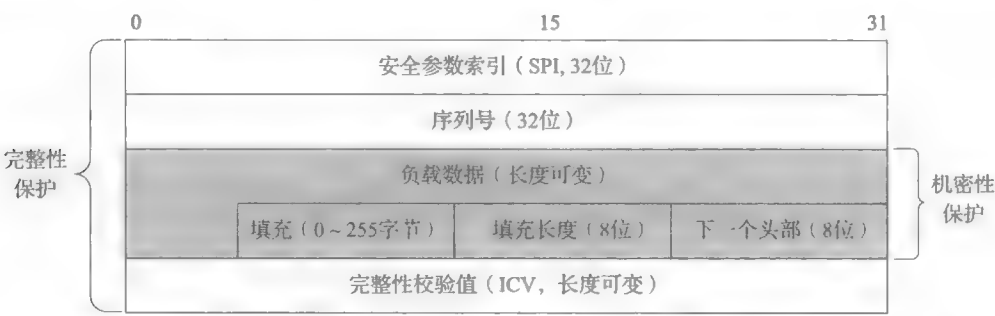 0 15 31
安全参数索引（SPI, 32位）
序列号（32位）
完整性
保护
负载数据（长度可变）
机密性
保护
填充（0~255字节） 填充长度（8位） 下一个头部（8位）
完整性校验值（ICV，长度可变）